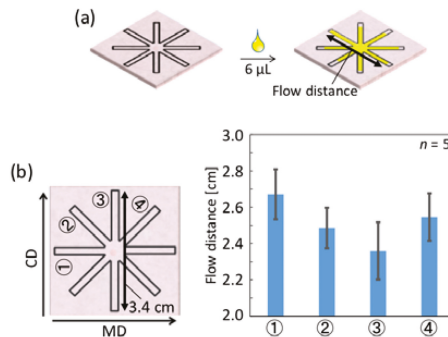 (a)
6 µL
Flow distance
(b)
CD
MD
①
②
③
④
3.4 cm
n = 5
Flow distance [cm]
3.0
2.8
2.6
2.4
2.2
2.0
① ② ③ ④